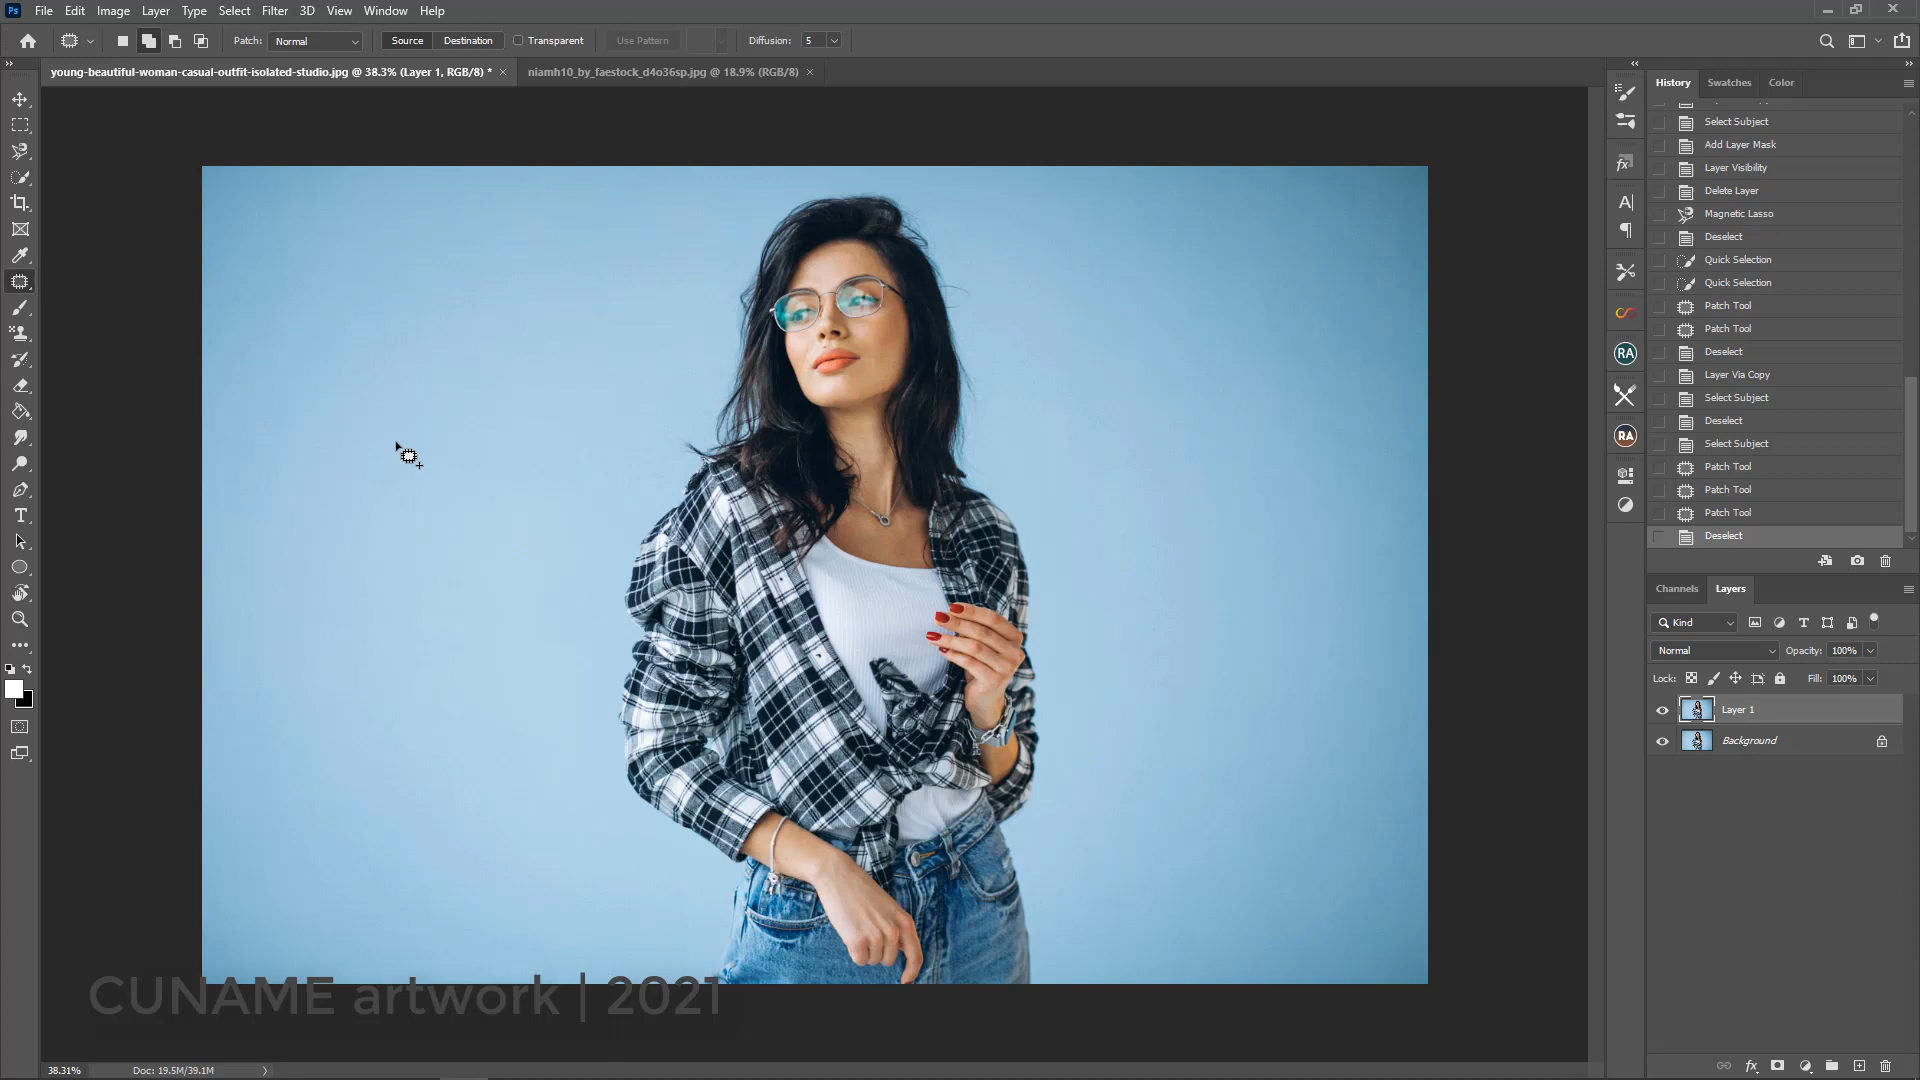 Ps File Edit Image Layer Type Select Filter 3D View Window Help
Patch: Normal Source Destination Transparent Use Pattern Diffusion: 5
young-beautiful-woman-casual-outfit-isolated-studio.jpg @ 38.3% (Layer 1, RGB/8) * ×
niamh10_by_faestock_d4o36sp.jpg @ 18.9% (RGB/8) ×
History Swatches Color
Select Subject
Add Layer Mask
Layer Visibility
Delete Layer
Magnetic Lasso
Deselect
Quick Selection
Quick Selection
Patch Tool
Patch Tool
Deselect
Layer Via Copy
Select Subject
Deselect
Select Subject
Patch Tool
Patch Tool
Patch Tool
Deselect
RA
RA
Channels Layers
Kind
Normal Opacity: 100%
Lock: Fill: 100%
Layer 1
Background
CUNAME artwork | 2021
38.31% Doc: 19.5M/39.1M